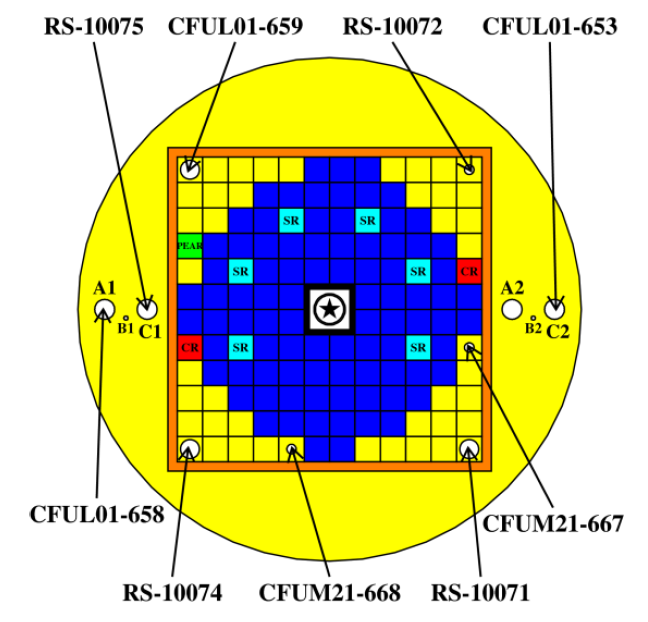 RS-10075 CFUL01-659 RS-10072 CFUL01-653
SR SR
PEAR
SR SR CR
A1 A2
B1 C1 B2 C2
CR SR SR
CFUL01-658 CFUM21-667
RS-10074 CFUM21-668 RS-10071